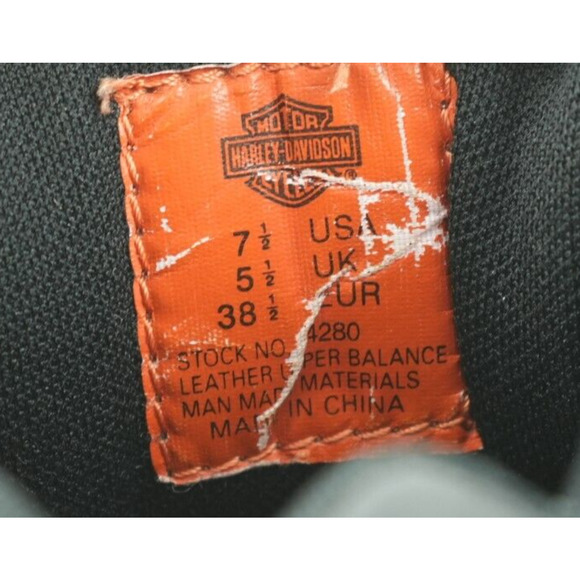 MOTOR
HARLEY-DAVIDSON
CYCLES
®
7 1/2 USA
5 1/2 UK
38 1/2 EUR
STOCK NO. 4280
LEATHER UPPER BALANCE
MAN MADE MATERIALS
MADE IN CHINA